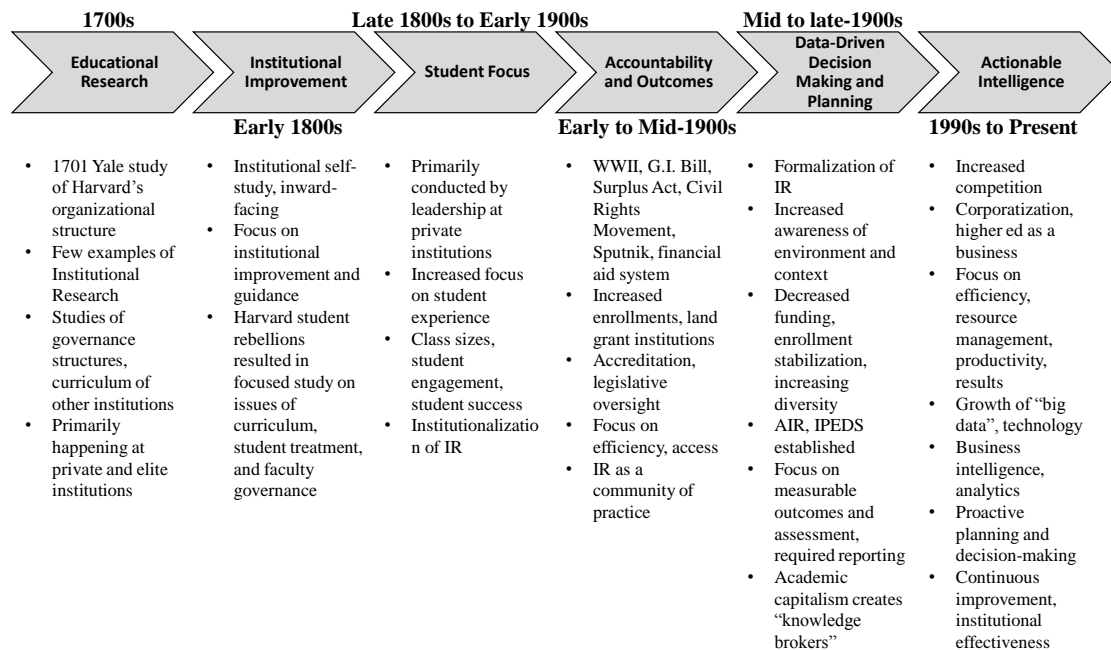 1700s
Late 1800s to Early 1900s
Mid to late-1900s
Educational
Research
Institutional
Improvement
Student Focus
Accountability
and Outcomes
Data-Driven
Decision
Making and
Planning
Actionable
Intelligence
Early 1800s
Early to Mid-1900s
1990s to Present
• 1701 Yale study
of Harvard's
organizational
structure
• Few examples of
Institutional
Research
• Studies of
governance
structures,
curriculum of
other institutions
• Primarily
happening at
private and elite
institutions
• Institutional self-
study, inward-
facing
• Focus on
institutional
improvement and
guidance
• Harvard student
rebellions
resulted in
focused study on
issues of
curriculum,
student treatment,
and faculty
governance
• Primarily
conducted by
leadership at
private
institutions
• Increased focus
on student
experience
• Class sizes,
student
engagement,
student success
• Institutionalizatio
n of IR
• WWII, G.I. Bill,
Surplus Act, Civil
Rights
Movement,
Sputnik, financial
aid system
• Increased
enrollments, land
grant institutions
• Accreditation,
legislative
oversight
• Focus on
efficiency, access
• IR as a
community of
practice
• Formalization of
IR
• Increased
awareness of
environment and
context
• Decreased
funding,
enrollment
stabilization,
increasing
diversity
• AIR, IPEDS
established
• Focus on
measurable
outcomes and
assessment,
required reporting
• Academic
capitalism creates
“knowledge
brokers”
• Increased
competition
• Corporatization,
higher ed as a
business
• Focus on
efficiency,
resource
management,
productivity,
results
• Growth of “big
data”, technology
• Business
intelligence,
analytics
• Proactive
planning and
decision-making
• Continuous
improvement,
institutional
effectiveness